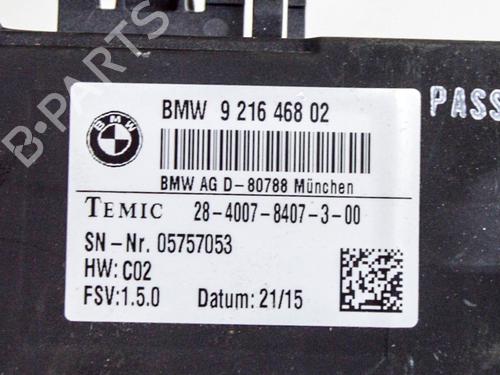 B-PARTS
PASS
BMW 9 216 468 02
BMW
BMW AG D-80788 München
TEMIC 28-4007-8407-3-00
SN-Nr. 05757053
HW: C02
FSV:1.5.0 Datum: 21/15